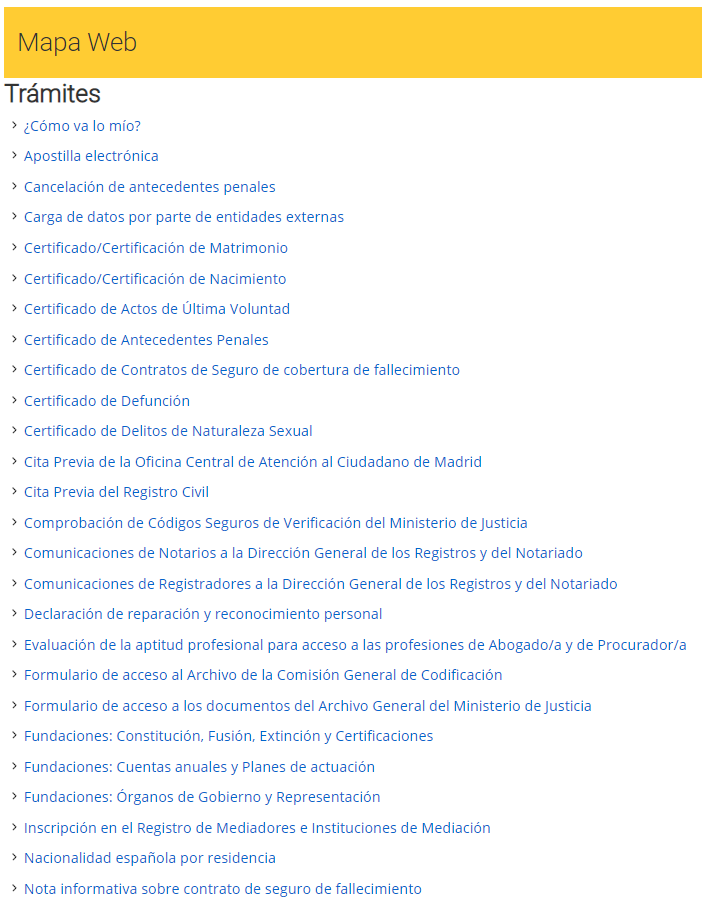 Mapa Web
Trámites
¿Cómo va lo mío?
Apostilla electrónica
Cancelación de antecedentes penales
Carga de datos por parte de entidades externas
Certificado/Certificación de Matrimonio
Certificado/Certificación de Nacimiento
Certificado de Actos de Última Voluntad
Certificado de Antecedentes Penales
Certificado de Contratos de Seguro de cobertura de fallecimiento
Certificado de Defunción
Certificado de Delitos de Naturaleza Sexual
Cita Previa de la Oficina Central de Atención al Ciudadano de Madrid
Cita Previa del Registro Civil
Comprobación de Códigos Seguros de Verificación del Ministerio de Justicia
Comunicaciones de Notarios a la Dirección General de los Registros y del Notariado
Comunicaciones de Registradores a la Dirección General de los Registros y del Notariado
Declaración de reparación y reconocimiento personal
Evaluación de la aptitud profesional para acceso a las profesiones de Abogado/a y de Procurador/a
Formulario de acceso al Archivo de la Comisión General de Codificación
Formulario de acceso a los documentos del Archivo General del Ministerio de Justicia
Fundaciones: Constitución, Fusión, Extinción y Certificaciones
Fundaciones: Cuentas anuales y Planes de actuación
Fundaciones: Órganos de Gobierno y Representación
Inscripción en el Registro de Mediadores e Instituciones de Mediación
Nacionalidad española por residencia
Nota informativa sobre contrato de seguro de fallecimiento